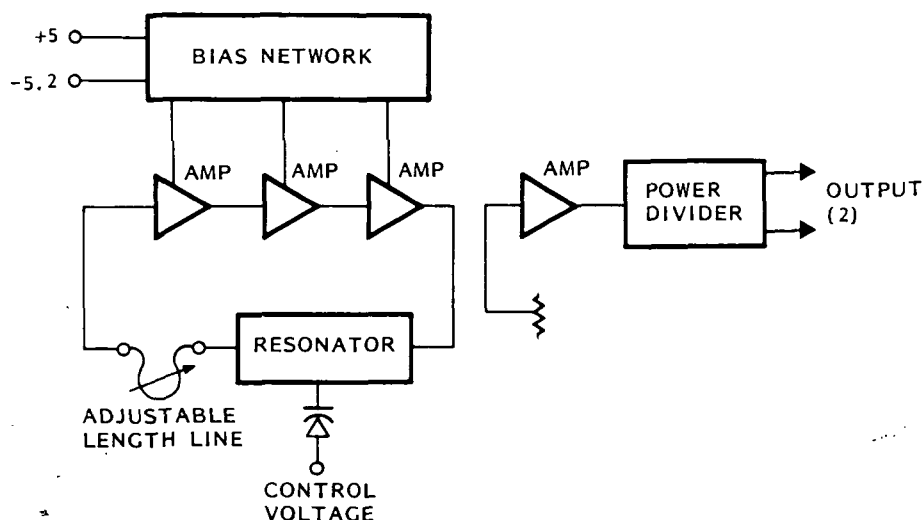 +5
-5.2
BIAS NETWORK
AMP
AMP
AMP
AMP
POWER
DIVIDER
OUTPUT
(2)
RESONATOR
ADJUSTABLE
LENGTH LINE
CONTROL
VOLTAGE